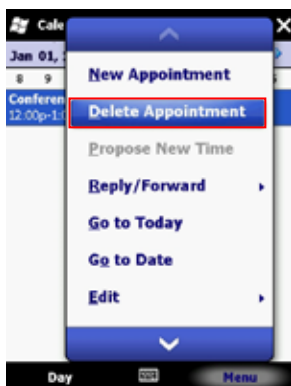 Cale
Jan 01,
8 9
New Appointment
Conferen
Delete Appointment
12:00p-1:0
Propose New Time
Reply/Forward
Go to Today
Go to Date
Edit
Day Menu